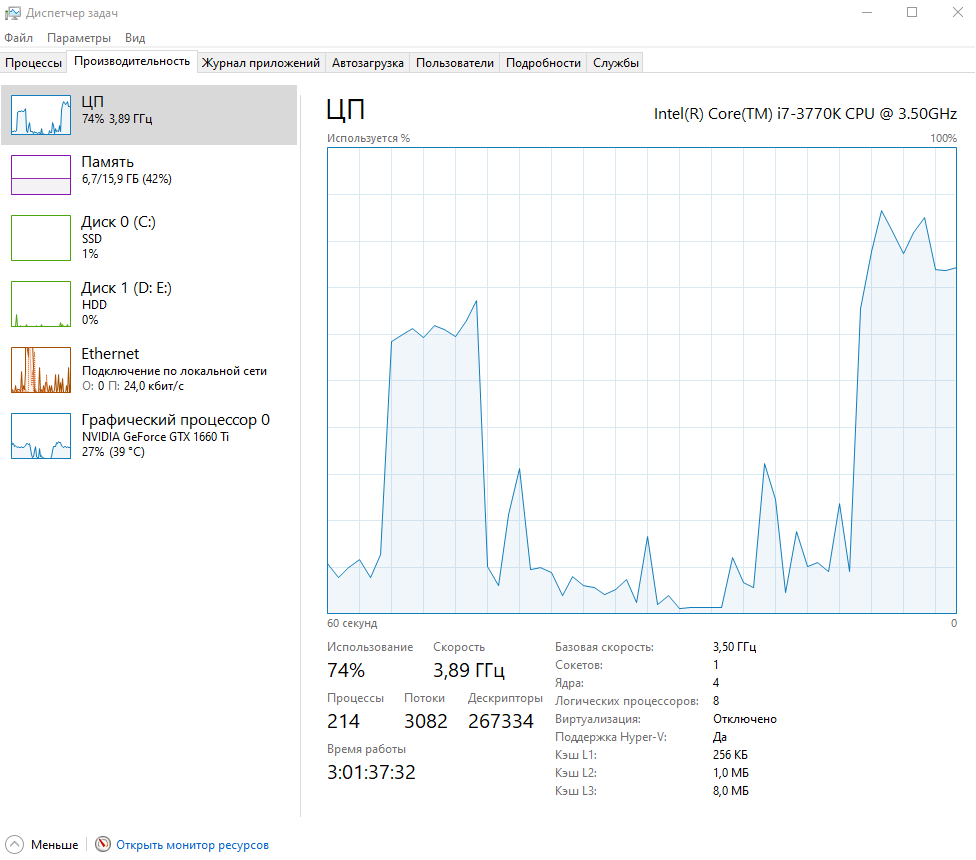 Диспетчер задач
Файл Параметры Вид
Процессы Производительность Журнал приложений Автозагрузка Пользователи Подробности Службы
ЦП
74% 3,89 ГГц
Память
6,7/15,9 ГБ (42%)
Диск 0 (C:)
SSD
1%
Диск 1 (D: E:)
HDD
0%
Ethernet
Подключение по локальной сети
О: 0 П: 24,0 кбит/с
Графический процессор 0
NVIDIA GeForce GTX 1660 Ti
27% (39 °C)
ЦП
Intel(R) Core(TM) i7-3770K CPU @ 3.50GHz
Используется % 100%
60 секунд 0
Использование Скорость
74% 3,89 ГГц
Процессы Потоки Дескрипторы
214 3082 267334
Время работы
3:01:37:32
Базовая скорость: 3,50 ГГц
Сокетов: 1
Ядра: 4
Логических процессоров: 8
Виртуализация: Отключено
Поддержка Hyper-V: Да
Кэш L1: 256 КБ
Кэш L2: 1,0 МБ
Кэш L3: 8,0 МБ
Меньше Открыть монитор ресурсов